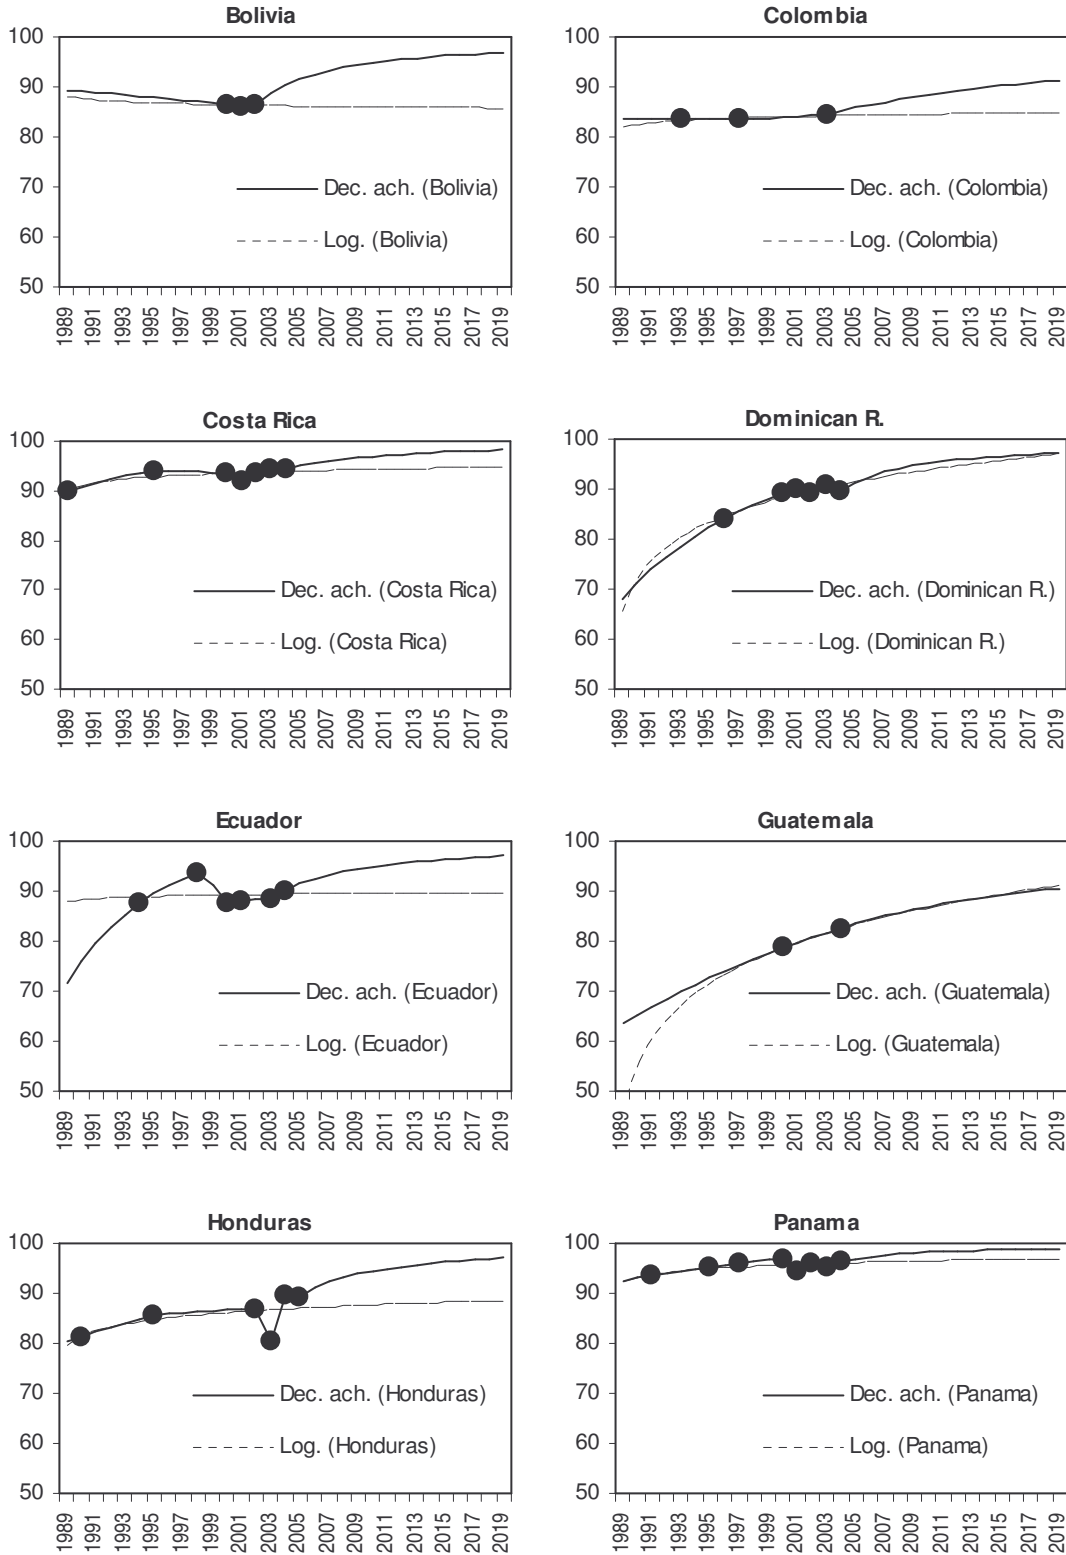 Bolivia
100
90
80
70
60
50
Dec. ach. (Bolivia)
Log. (Bolivia)
1989 1991 1993 1995 1997 1999 2001 2003 2005 2007 2009 2011 2013 2015 2017 2019
Colombia
100
90
80
70
60
50
Dec. ach. (Colombia)
Log. (Colombia)
1989 1991 1993 1995 1997 1999 2001 2003 2005 2007 2009 2011 2013 2015 2017 2019
Costa Rica
100
90
80
70
60
50
Dec. ach. (Costa Rica)
Log. (Costa Rica)
1989 1991 1993 1995 1997 1999 2001 2003 2005 2007 2009 2011 2013 2015 2017 2019
Dominican R.
100
90
80
70
60
50
Dec. ach. (Dominican R.)
Log. (Dominican R.)
1989 1991 1993 1995 1997 1999 2001 2003 2005 2007 2009 2011 2013 2015 2017 2019
Ecuador
100
90
80
70
60
50
Dec. ach. (Ecuador)
Log. (Ecuador)
1989 1991 1993 1995 1997 1999 2001 2003 2005 2007 2009 2011 2013 2015 2017 2019
Guatemala
100
90
80
70
60
50
Dec. ach. (Guatemala)
Log. (Guatemala)
1989 1991 1993 1995 1997 1999 2001 2003 2005 2007 2009 2011 2013 2015 2017 2019
Honduras
100
90
80
70
60
50
Dec. ach. (Honduras)
Log. (Honduras)
1989 1991 1993 1995 1997 1999 2001 2003 2005 2007 2009 2011 2013 2015 2017 2019
Panama
100
90
80
70
60
50
Dec. ach. (Panama)
Log. (Panama)
1989 1991 1993 1995 1997 1999 2001 2003 2005 2007 2009 2011 2013 2015 2017 2019